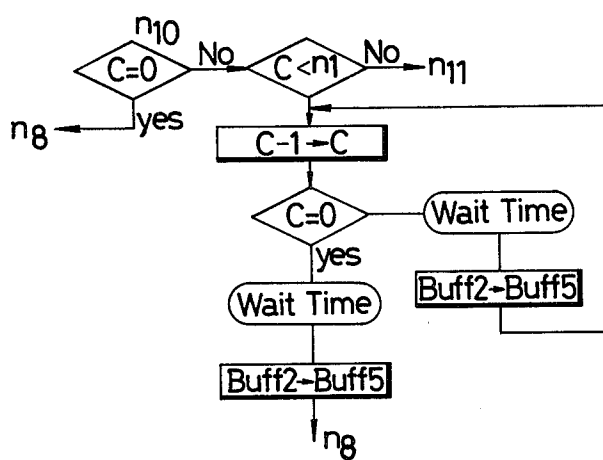 n10
C=0
No
C<n1
No
n11
yes
n8
C-1→C
C=0
Wait Time
yes
Buff2→Buff5
Wait Time
Buff2→Buff5
n8